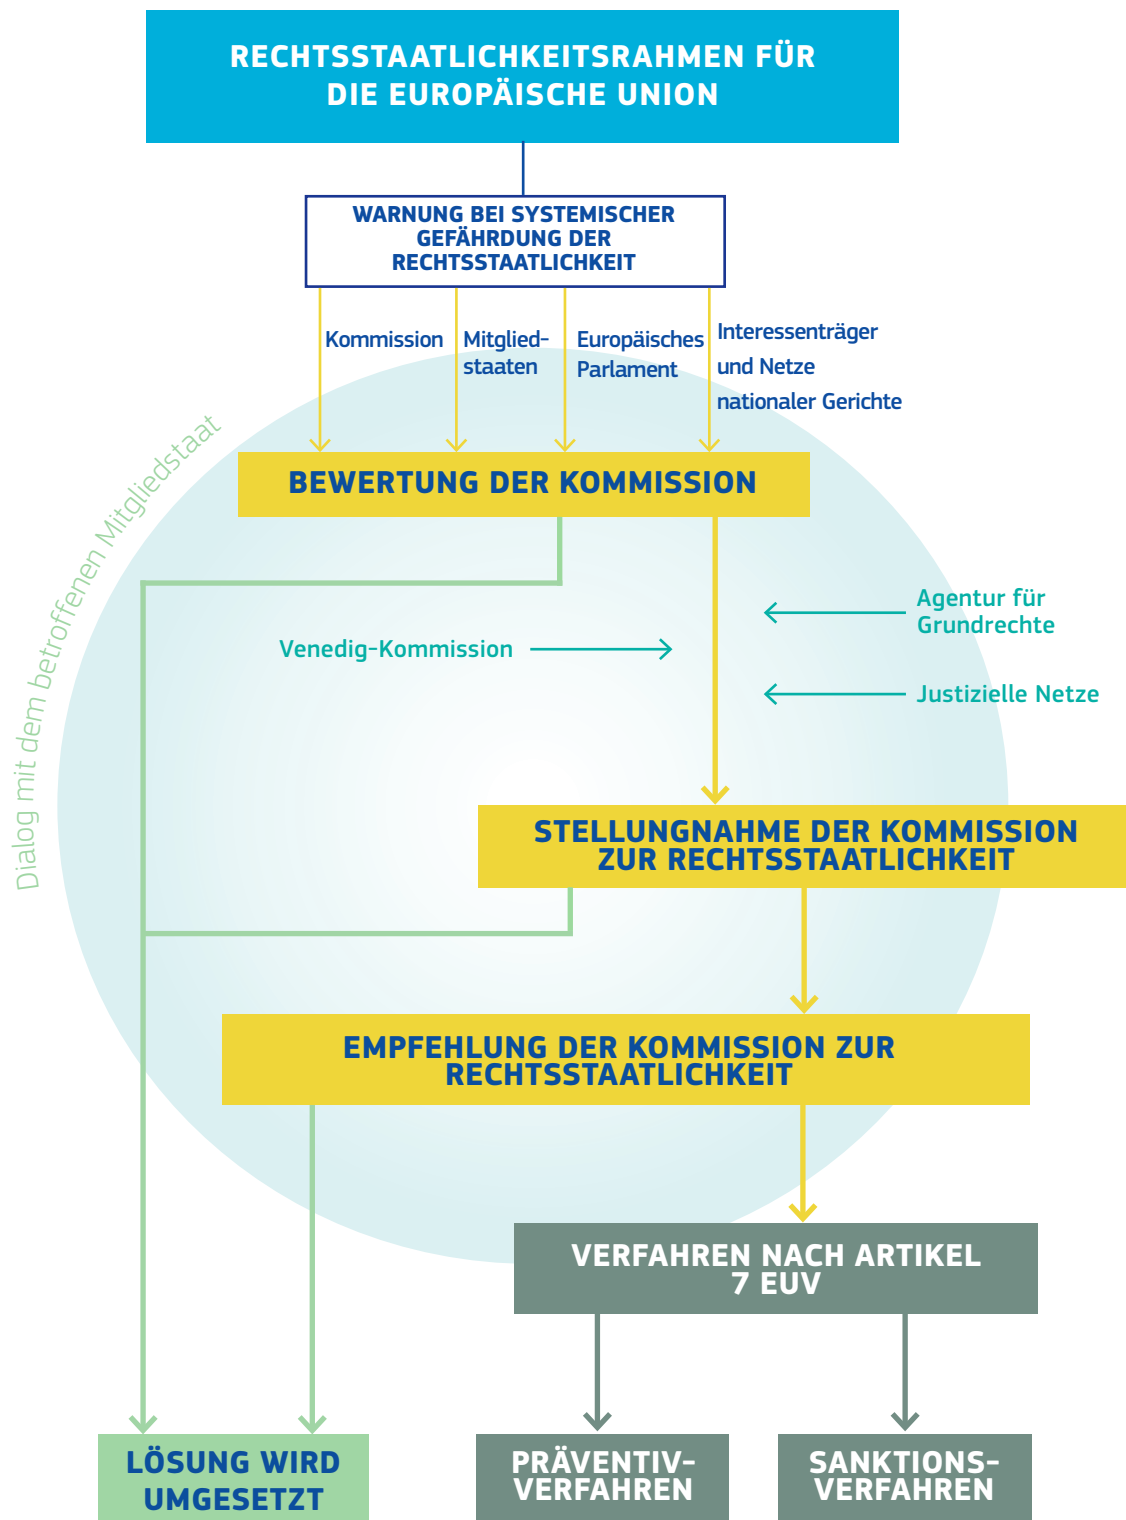 RECHTSSTAATLICHKEITSRAHMEN FÜR
DIE EUROPÄISCHE UNION
WARNUNG BEI SYSTEMISCHER
GEFÄHRDUNG DER
RECHTSSTAATLICHKEIT
Kommission
Mitglied-
staaten
Europäisches
Parlament
Interessenträger
und Netze
nationaler Gerichte
Dialog mit dem betroffenen Mitgliedstaat
BEWERTUNG DER KOMMISSION
Agentur für
Grundrechte
Venedig-Kommission
Justizielle Netze
STELLUNGNAHME DER KOMMISSION
ZUR RECHTSSTAATLICHKEIT
EMPFEHLUNG DER KOMMISSION ZUR
RECHTSSTAATLICHKEIT
VERFAHREN NACH ARTIKEL
7 EUV
LÖSUNG WIRD
UMGESETZT
PRÄVENTIV-
VERFAHREN
SANKTIONS-
VERFAHREN